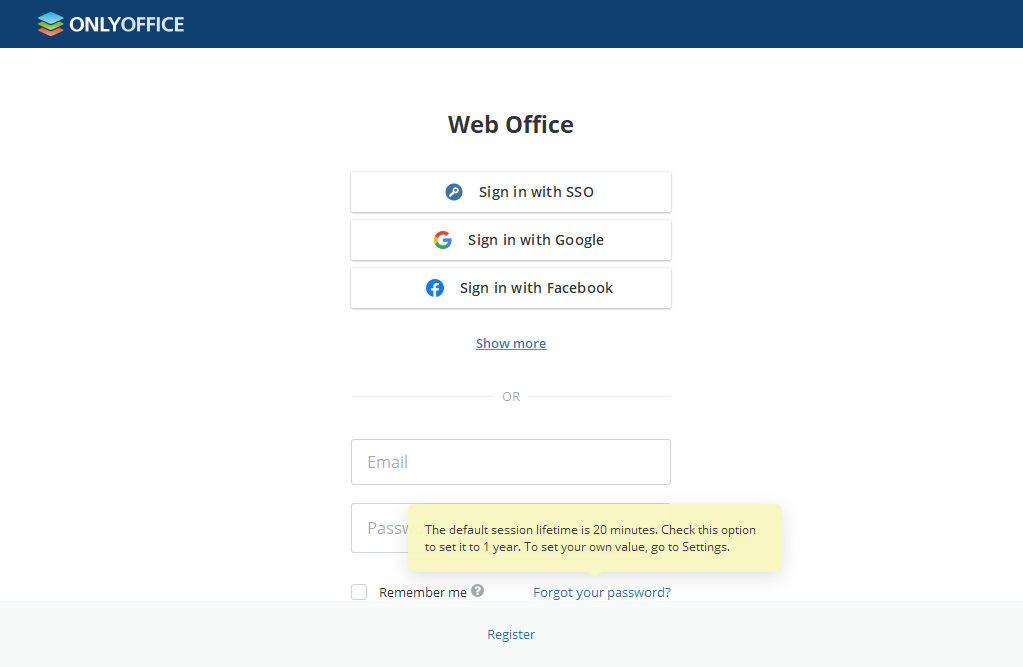 ONLYOFFICE
Web Office
Sign in with SSO
Sign in with Google
Sign in with Facebook
Show more
OR
Email
Passw
The default session lifetime is 20 minutes. Check this option
to set it to 1 year. To set your own value, go to Settings.
Remember me ?
Forgot your password?
Register